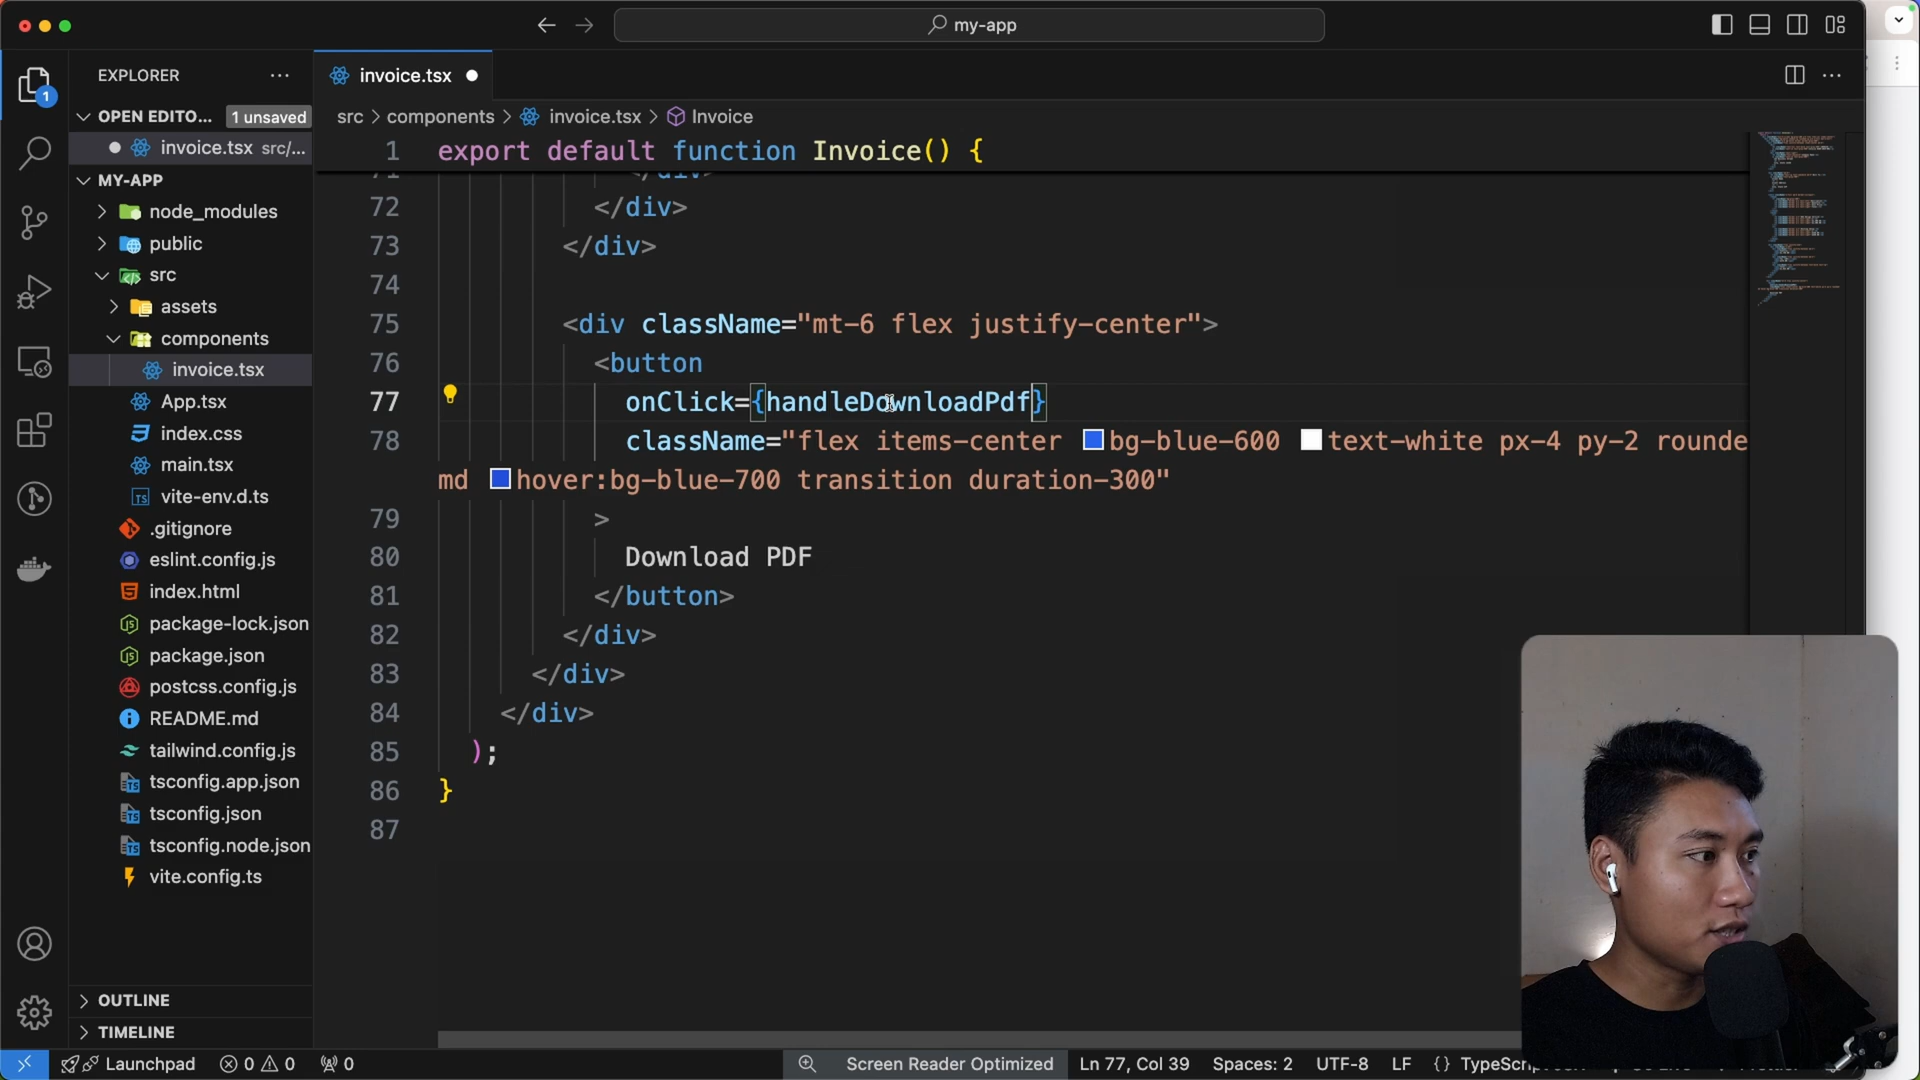 my-app
EXPLORER
invoice.tsx
OPEN EDITO... 1 unsaved
invoice.tsx src/...
MY-APP
node_modules
public
src
assets
components
invoice.tsx
App.tsx
index.css
main.tsx
vite-env.d.ts
.gitignore
eslint.config.js
index.html
package-lock.json
package.json
postcss.config.js
README.md
tailwind.config.js
tsconfig.app.json
tsconfig.json
tsconfig.node.json
vite.config.ts
OUTLINE
TIMELINE
src > components > invoice.tsx > Invoice
1 export default function Invoice() {
71 </div>
72 </div>
73 </div>
74
75 <div className="mt-6 flex justify-center">
76 <button
77 onClick={handleDownloadPdf}
78 className="flex items-center bg-blue-600 text-white px-4 py-2 rounde
md hover:bg-blue-700 transition duration-300"
79 >
80 Download PDF
81 </button>
82 </div>
83 </div>
84 </div>
85 );
86 }
87
1
Launchpad 0 0 0 Screen Reader Optimized Ln 77, Col 39 Spaces: 2 UTF-8 LF {} TypeScrip